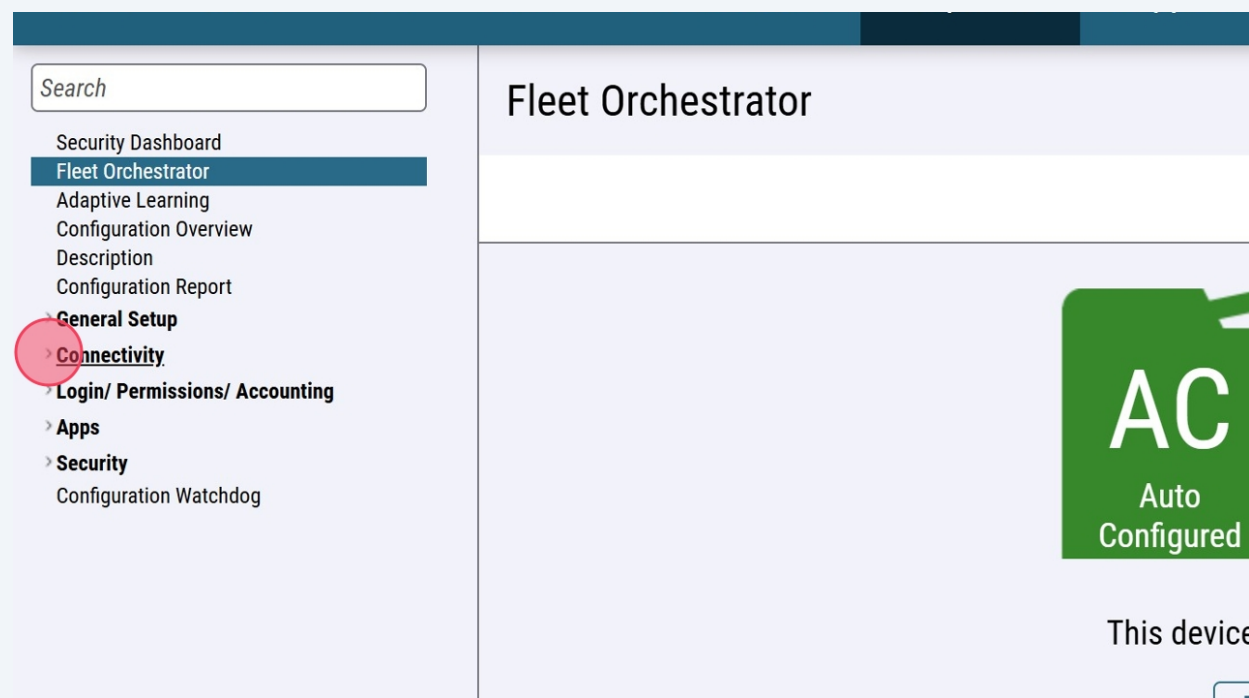 Search
Fleet Orchestrator
Security Dashboard
Fleet Orchestrator
Adaptive Learning
Configuration Overview
Description
Configuration Report
General Setup
Connectivity
Login/ Permissions/ Accounting
Apps
Security
Configuration Watchdog
AC
Auto
Configured
This device